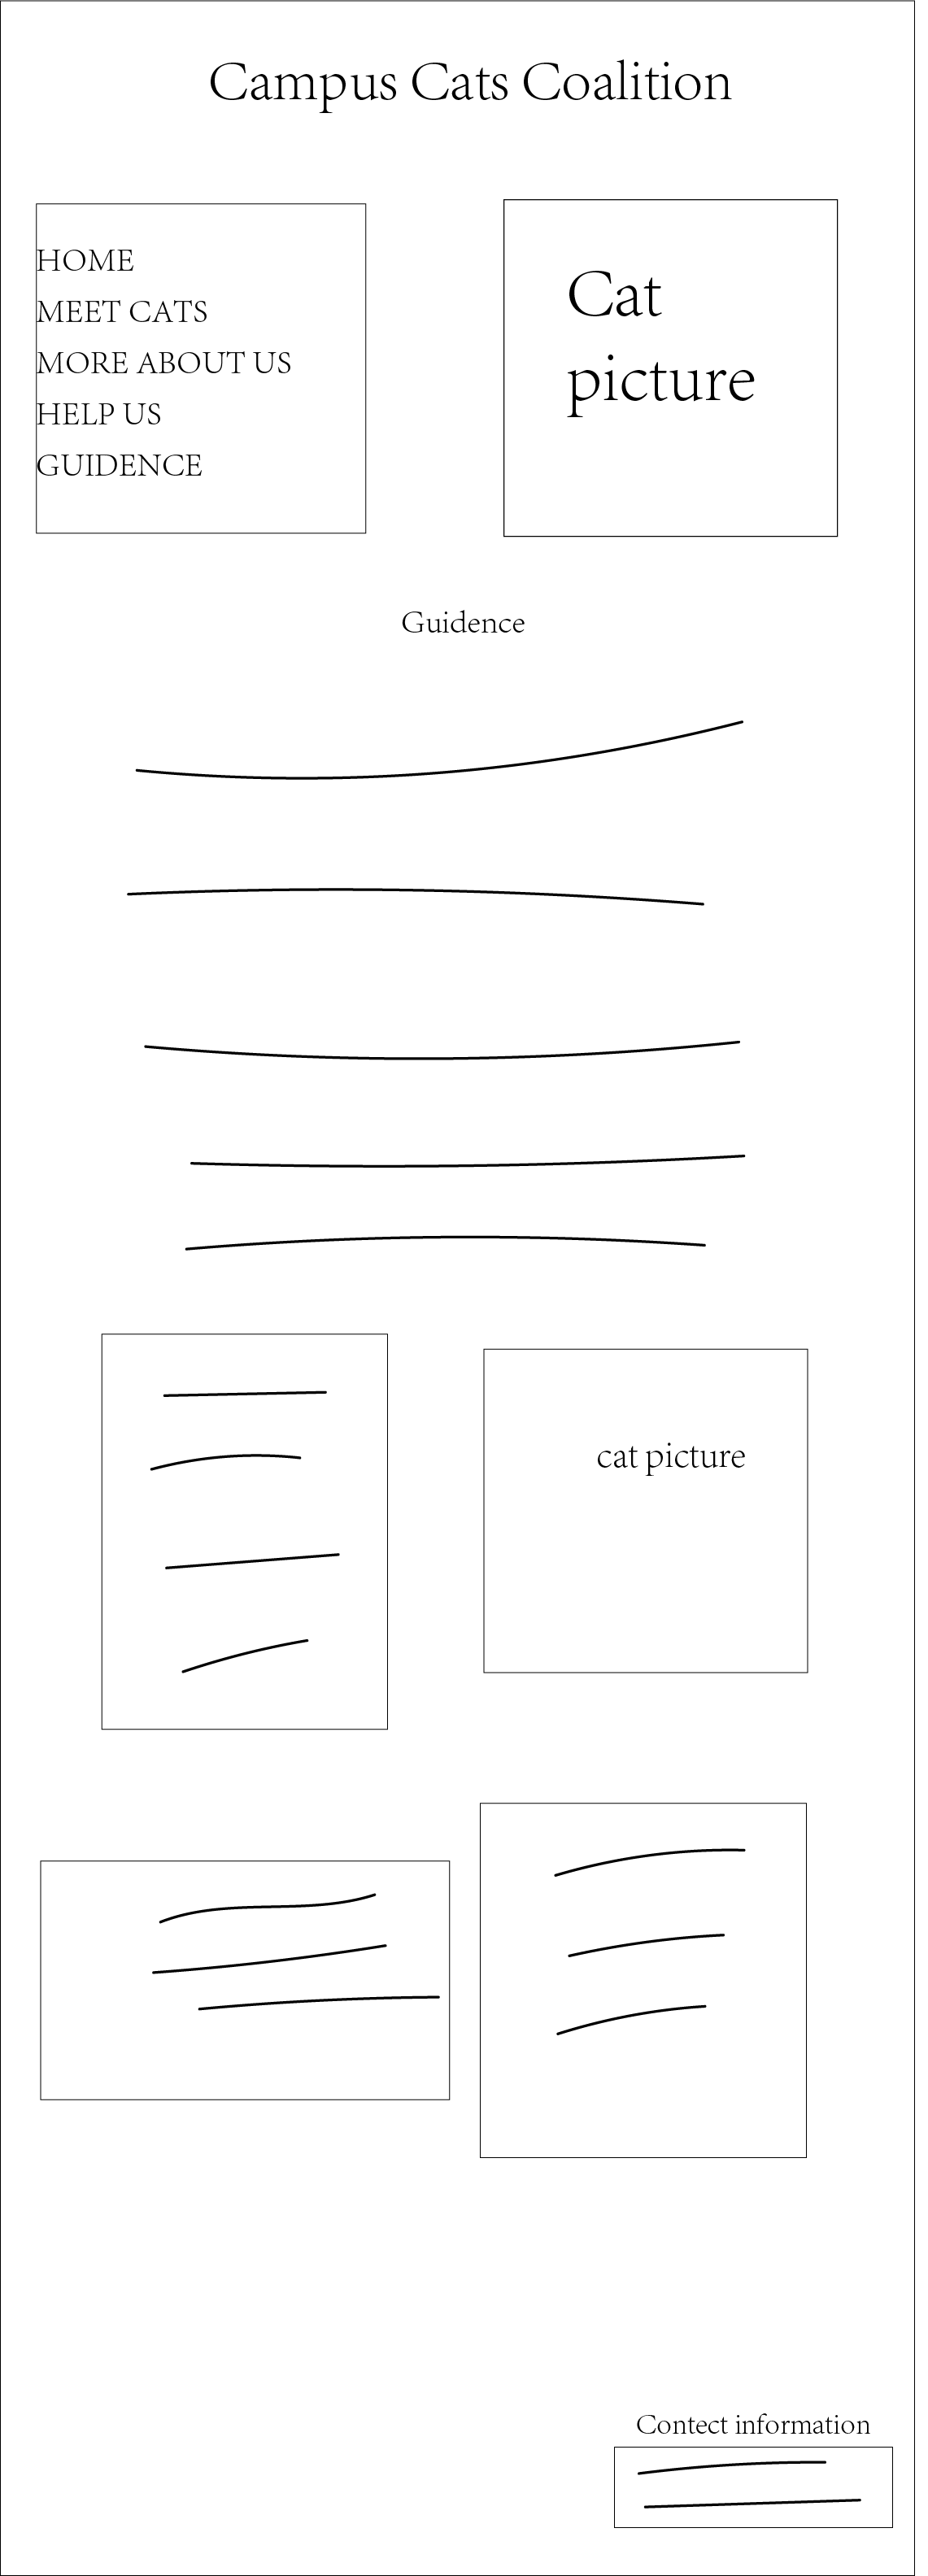 Campus Cats Coalition
HOME
MEET CATS
MORE ABOUT US
HELP US
GUIDENCE
Cat
picture
Guidence
cat picture
Contect information